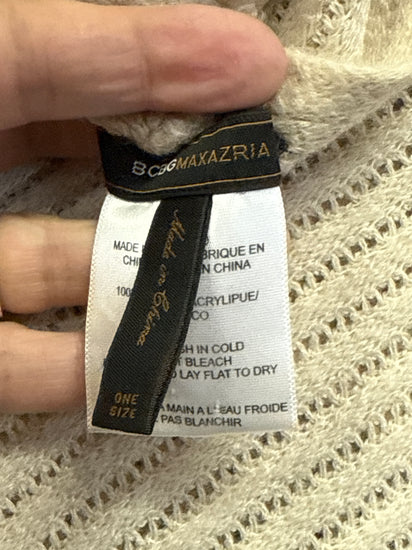 BCBGMAXAZRIA
Made in China
ONE
SIZE
MADE
BRIQUE EN
CHI
N CHINA
100
ACRYLIPUE/
CO
SH IN COLD
T BLEACH
LAY FLAT TO DRY
A MAIN A L'EAU FROIDE
PAS BLANCHIR